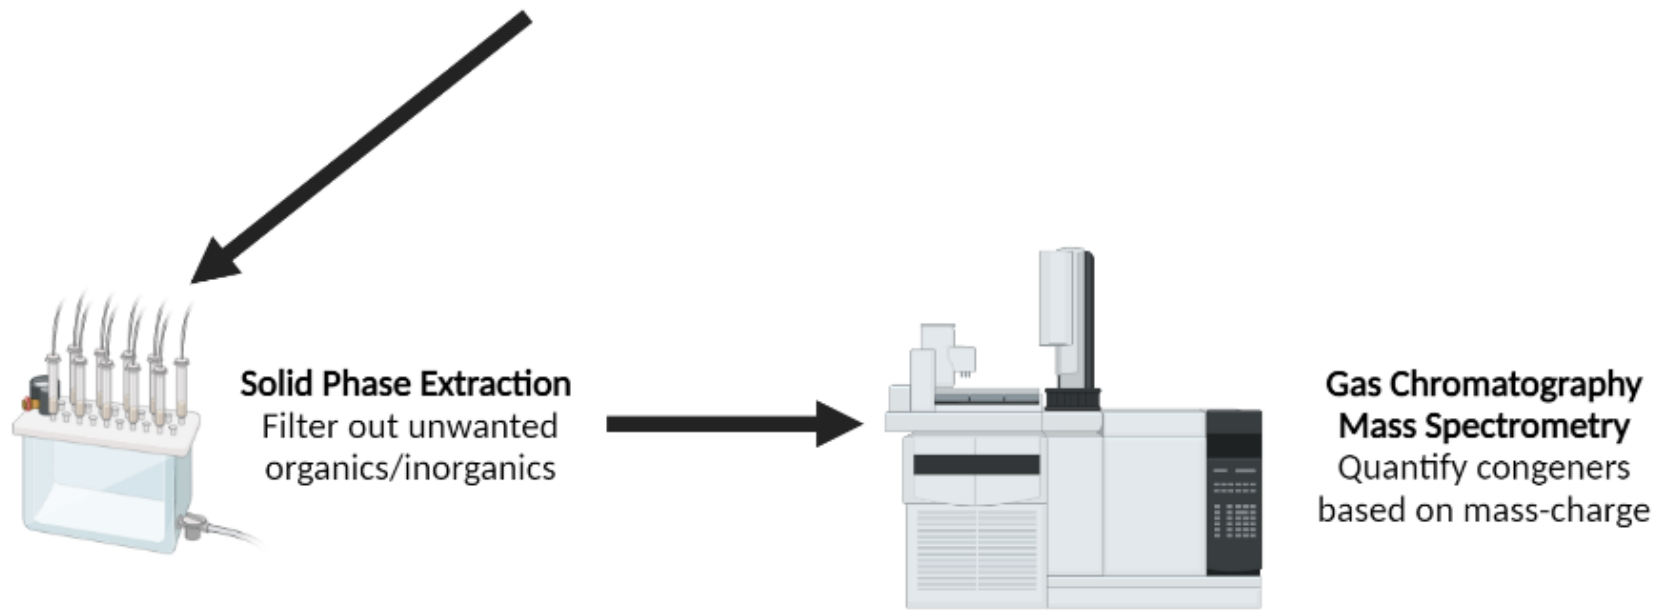 Solid Phase Extraction
Filter out unwanted
organics/inorganics
Gas Chromatography
Mass Spectrometry
Quantify congeners
based on mass-charge